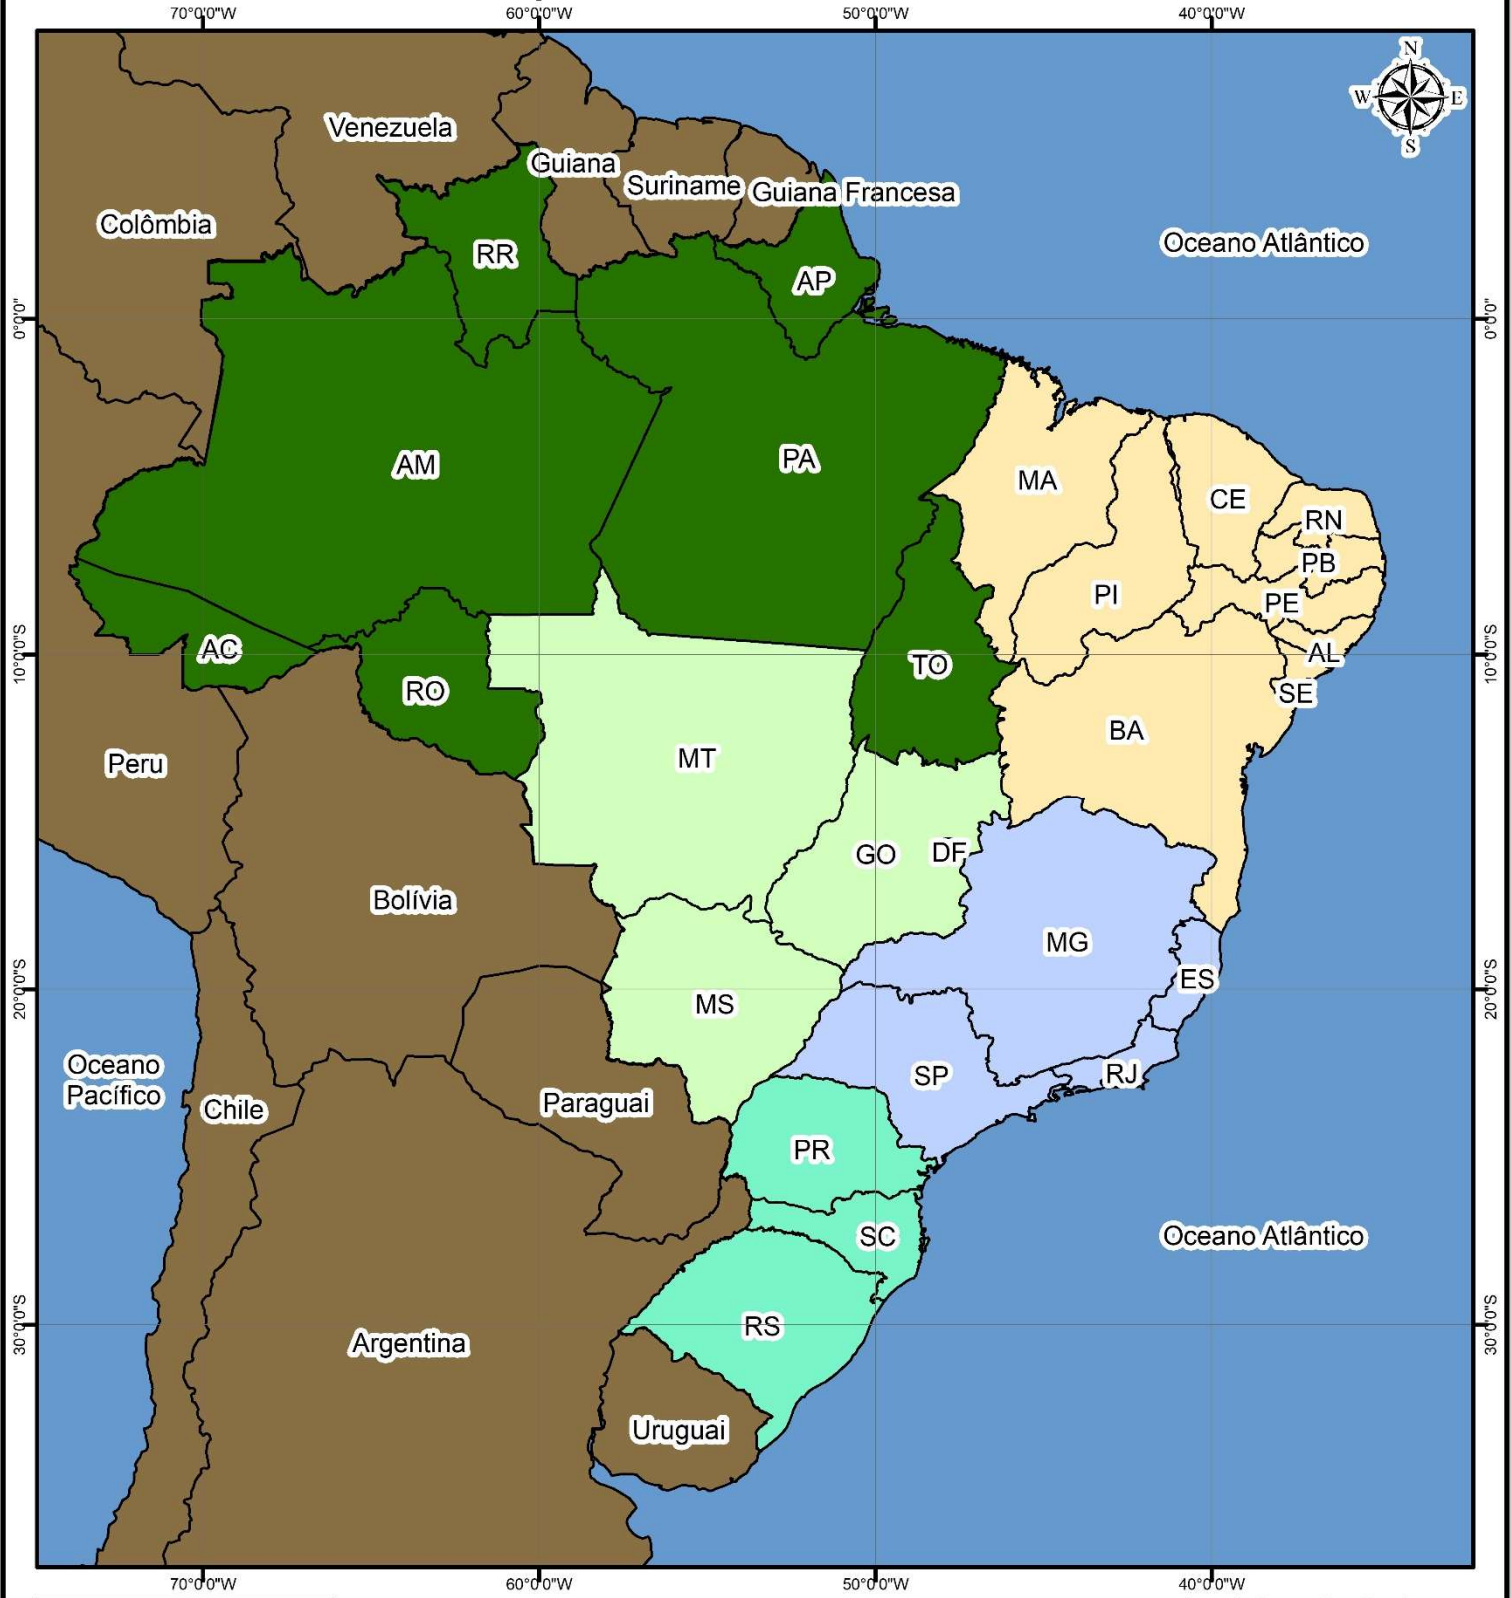 70°0'0"W 60°0'0"W 50°0'0"W 40°0'0"W
N
W E
S
Venezuela
Guiana
Suriname
Guiana Francesa
Colômbia
Oceano Atlântico
RR
AP
0°0'0" 0°0'0"
AM
PA
MA
CE
RN
PB
PI
PE
AC
AL
10°0'0"S 10°0'0"S
TO
RO
SE
BA
MT
Peru
GO
DF
Bolívia
MG
ES
20°0'0"S 20°0'0"S
MS
Oceano
Pacífico
SP
RJ
Chile
Paraguai
PR
SC
Oceano Atlântico
RS
30°0'0"S 30°0'0"S
Argentina
Uruguai
70°0'0"W 60°0'0"W 50°0'0"W 40°0'0"W